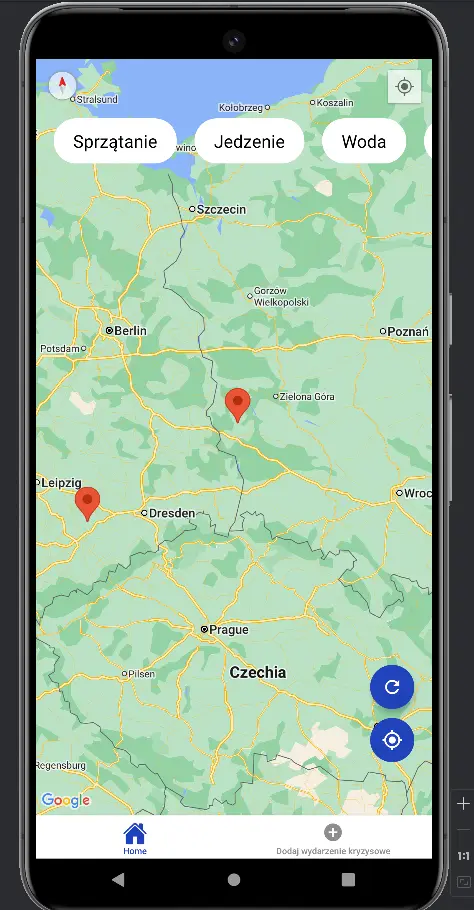 Stralsund
Kołobrzeg
Koszalin
Sprzątanie
wino
Jedzenie
Woda
Szczecin
Gorzów
Wielkopolski
Berlin
Poznań
Potsdam
Zielona Góra
Leipzig
Wroc
Dresden
Prague
Pilsen
Czechia
Regensburg
Google
Home
Dodaj wydarzenie kryzysowe
1:1